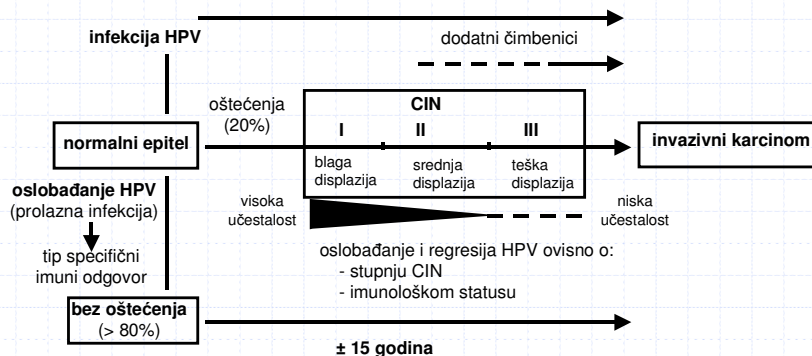 infekcija HPV
dodatni čimbenici
oštećenja
(20%)
CIN
I II III
normalni epitel
invazivni karcinom
blaga
displazija
srednja
displazija
teška
displazija
oslobađanje HPV
(prolazna infekcija)
visoka
učestalost
niska
učestalost
tip specifični
imuni odgovor
oslobađanje i regresija HPV ovisno o:
- stupnju CIN
- imunološkom statusu
bez oštećenja
(> 80%)
± 15 godina